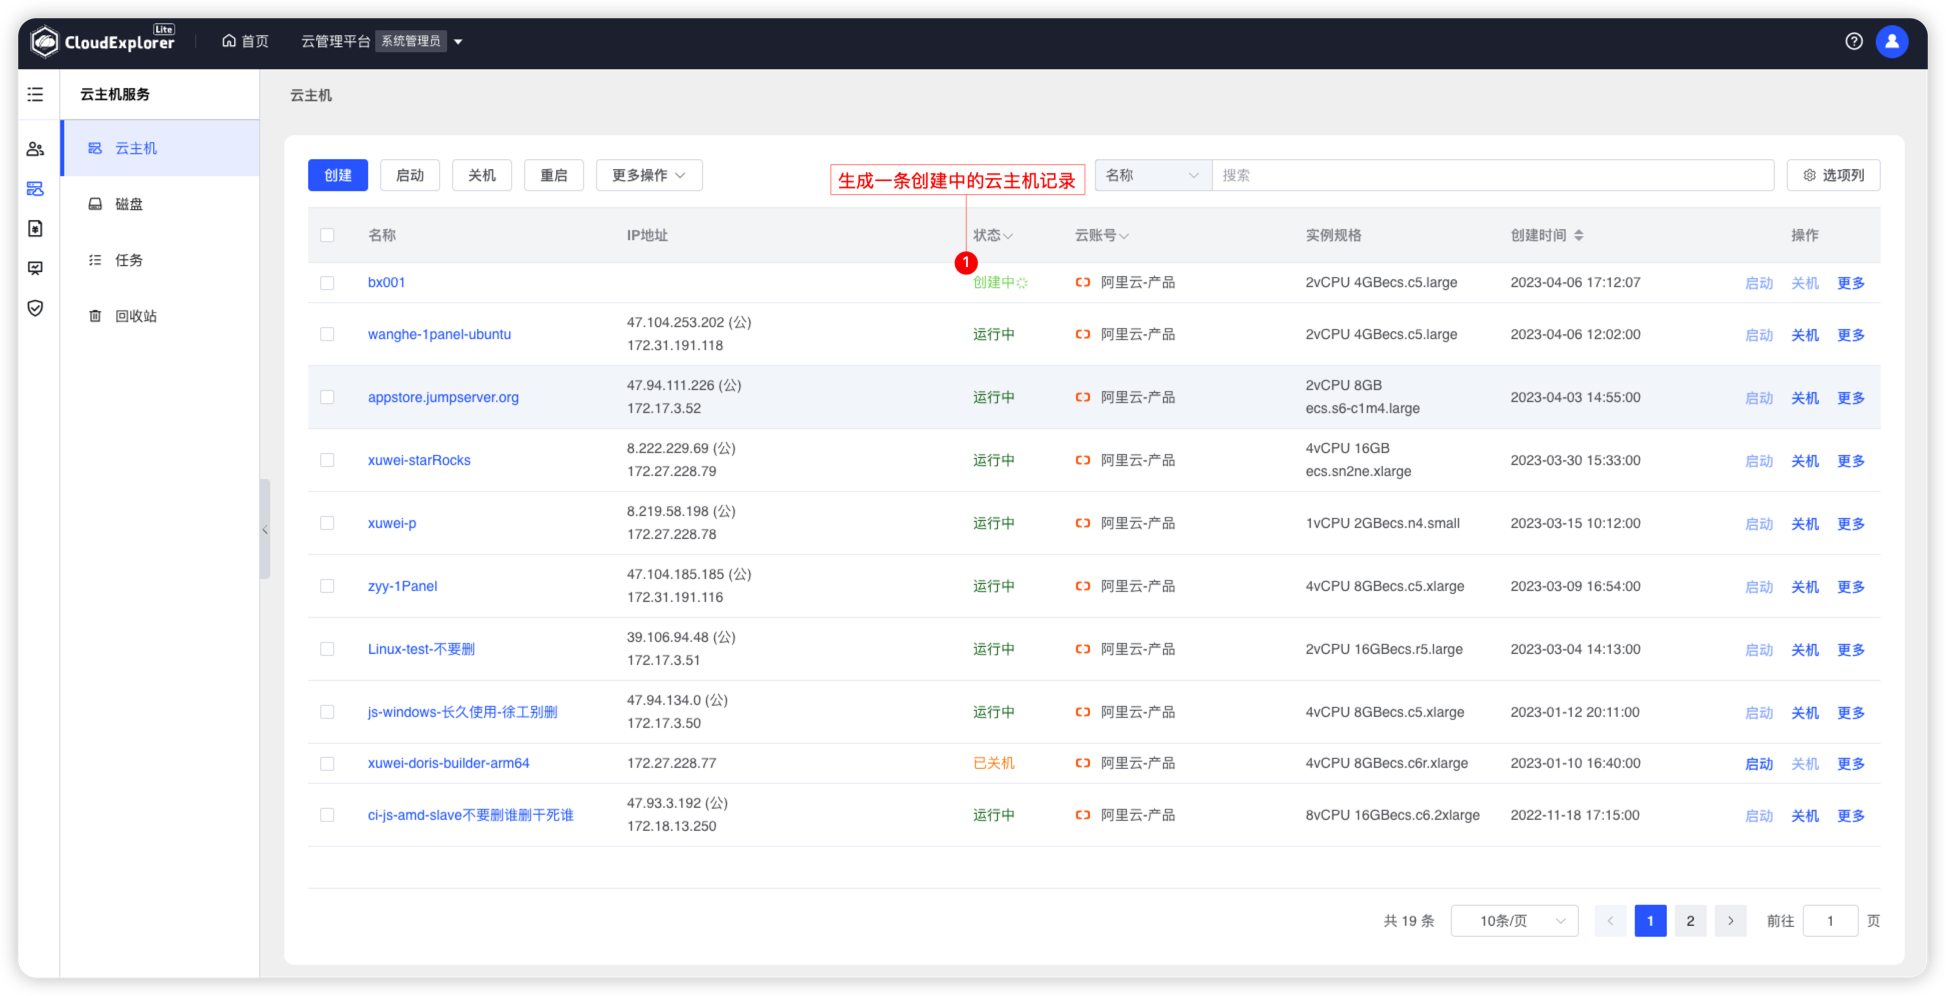 CloudExplorer Lite
首页
云管理平台 系统管理员
云主机服务
云主机
磁盘
任务
回收站
云主机
创建 启动 关机 重启 更多操作
生成一条创建中的云主机记录
名称 搜索 选项列
名称 IP地址 状态 云账号 实例规格 创建时间 操作
1
bx001 创建中 阿里云-产品 2vCPU 4GBecs.c5.large 2023-04-06 17:12:07 启动 关机 更多
wanghe-1panel-ubuntu 47.104.253.202 (公) 运行中 阿里云-产品 2vCPU 4GBecs.c5.large 2023-04-06 12:02:00 启动 关机 更多
172.31.191.118
appstore.jumpserver.org 47.94.111.226 (公) 运行中 阿里云-产品 2vCPU 8GB 2023-04-03 14:55:00 启动 关机 更多
172.17.3.52 ecs.s6-c1m4.large
xuwei-starRocks 8.222.229.69 (公) 运行中 阿里云-产品 4vCPU 16GB 2023-03-30 15:33:00 启动 关机 更多
172.27.228.79 ecs.sn2ne.xlarge
xuwei-p 8.219.58.198 (公) 运行中 阿里云-产品 1vCPU 2GBecs.n4.small 2023-03-15 10:12:00 启动 关机 更多
172.27.228.78
zyy-1Panel 47.104.185.185 (公) 运行中 阿里云-产品 4vCPU 8GBecs.c5.xlarge 2023-03-09 16:54:00 启动 关机 更多
172.31.191.116
Linux-test-不要删 39.106.94.48 (公) 运行中 阿里云-产品 2vCPU 16GBecs.r5.large 2023-03-04 14:13:00 启动 关机 更多
172.17.3.51
js-windows-长久使用-徐工别删 47.94.134.0 (公) 运行中 阿里云-产品 4vCPU 8GBecs.c5.xlarge 2023-01-12 20:11:00 启动 关机 更多
172.17.3.50
xuwei-doris-builder-arm64 172.27.228.77 已关机 阿里云-产品 4vCPU 8GBecs.c6r.xlarge 2023-01-10 16:40:00 启动 关机 更多
ci-js-amd-slave不要删谁删干死谁 47.93.3.192 (公) 运行中 阿里云-产品 8vCPU 16GBecs.c6.2xlarge 2022-11-18 17:15:00 启动 关机 更多
172.18.13.250
共 19 条 10条/页 1 2 前往 1 页